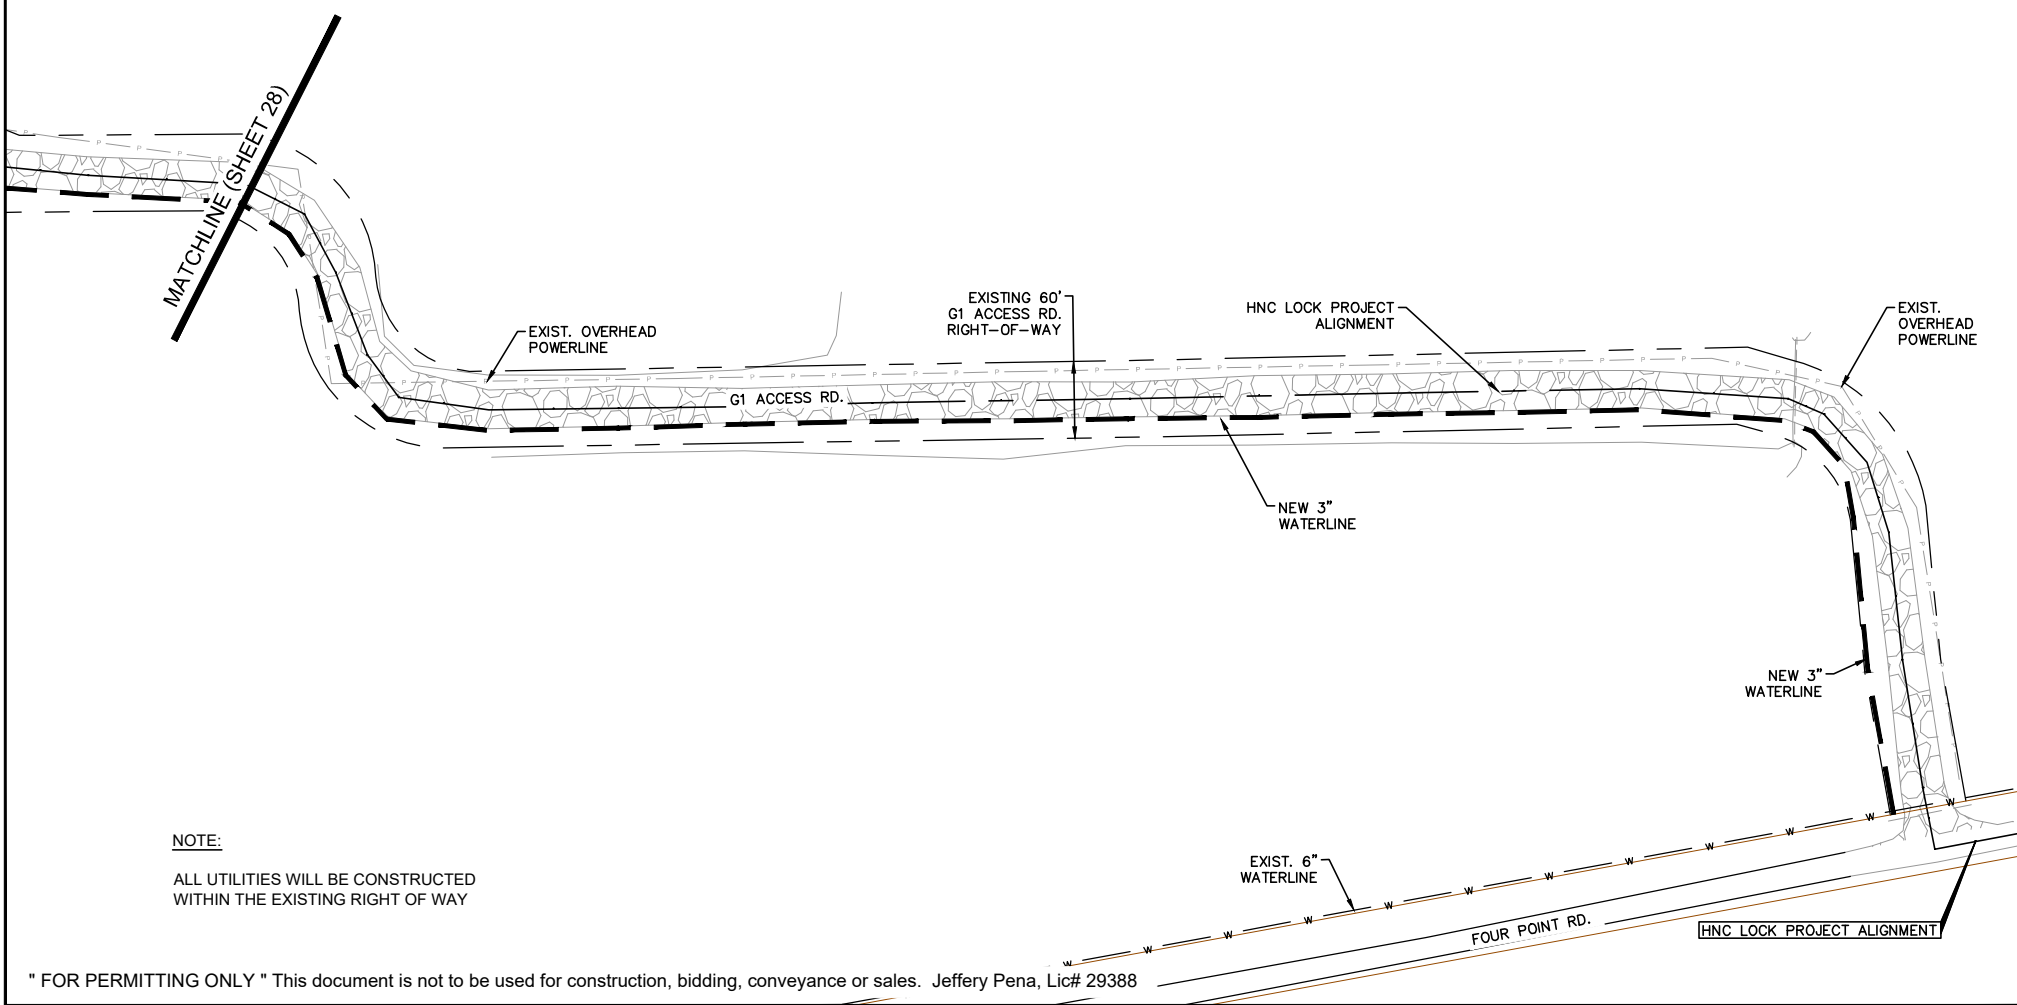 MATCHLINE (SHEET 28)
EXIST. OVERHEAD
POWERLINE
G1 ACCESS RD.
EXISTING 60'
G1 ACCESS RD.
RIGHT-OF-WAY
HNC LOCK PROJECT
ALIGNMENT
EXIST.
OVERHEAD
POWERLINE
NEW 3"
WATERLINE
NEW 3"
WATERLINE
EXIST. 6"
WATERLINE
FOUR POINT RD.
HNC LOCK PROJECT ALIGNMENT
NOTE:
ALL UTILITIES WILL BE CONSTRUCTED
WITHIN THE EXISTING RIGHT OF WAY
" FOR PERMITTING ONLY " This document is not to be used for construction, bidding, conveyance or sales. Jeffery Pena, Lic# 29388